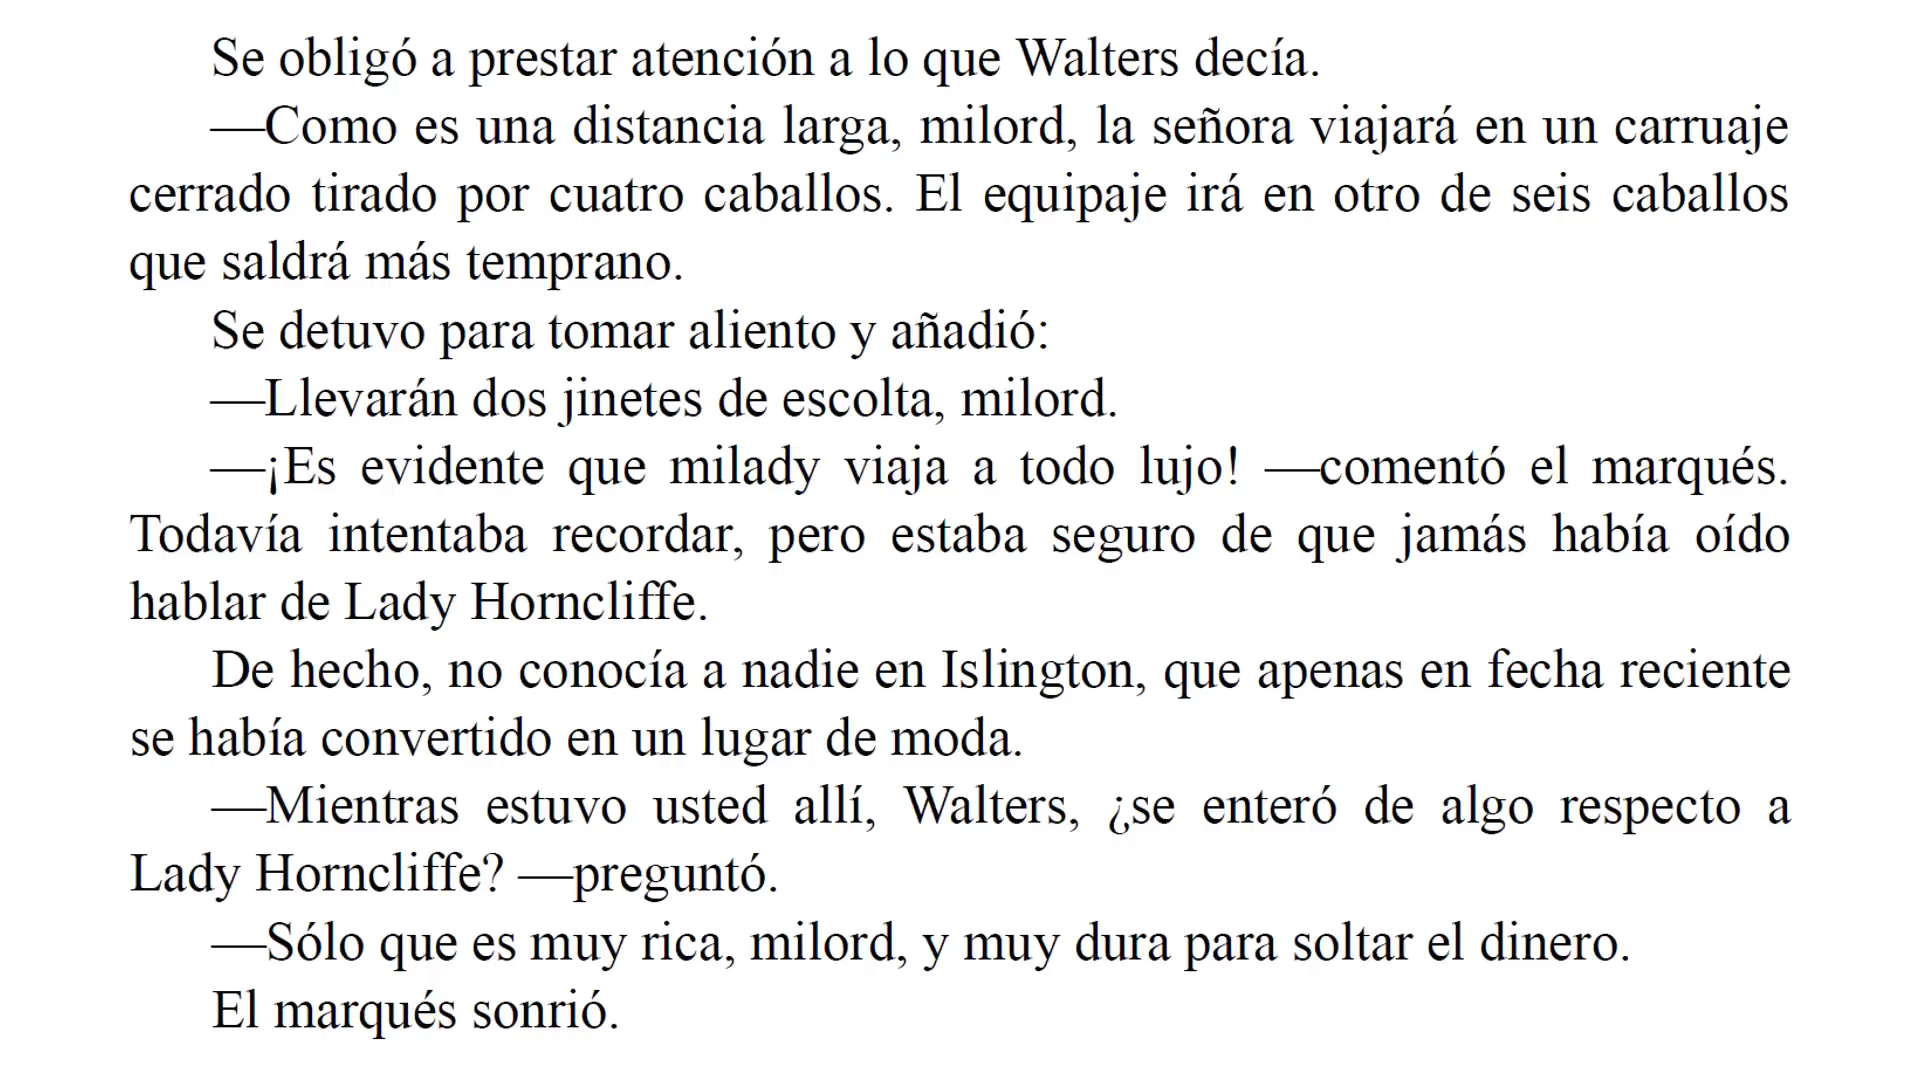 Se obligó a prestar atención a lo que Walters decía.
—Como es una distancia larga, milord, la señora viajará en un carruaje
cerrado tirado por cuatro caballos. El equipaje irá en otro de seis caballos
que saldrá más temprano.
Se detuvo para tomar aliento y añadió:
—Llevarán dos jinetes de escolta, milord.
—¡Es evidente que milady viaja a todo lujo! —comentó el marqués.
Todavía intentaba recordar, pero estaba seguro de que jamás había oído
hablar de Lady Horncliffe.
De hecho, no conocía a nadie en Islington, que apenas en fecha reciente
se había convertido en un lugar de moda.
—Mientras estuvo usted allí, Walters, ¿se enteró de algo respecto a
Lady Horncliffe? —preguntó.
—Sólo que es muy rica, milord, y muy dura para soltar el dinero.
El marqués sonrió.